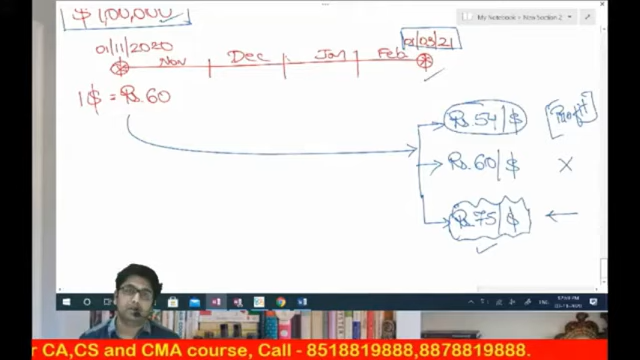 $ 1,00,000
My Notebook • New Section 2
01/11/2020
01/03/21
Nov Dec Jan Feb
1$ = Rs.60
Rs.54/$
[Profit]
Rs.60/$
X
Rs.75/$
r CA,CS and CMA course, Call - 8518819888,8878819888.